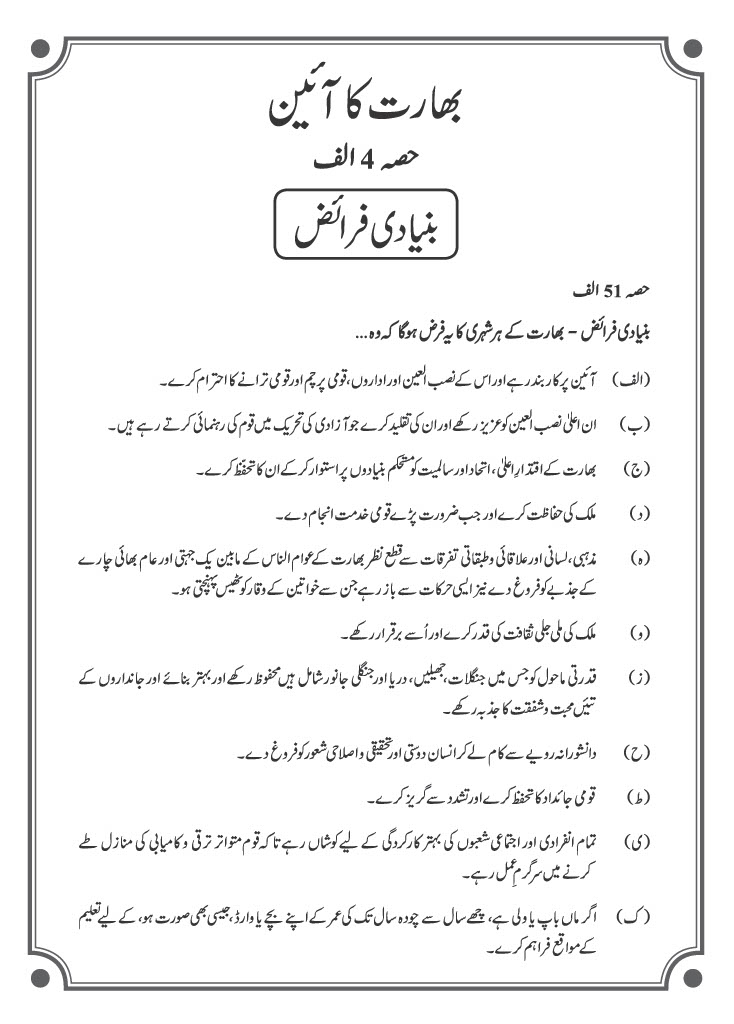 بھارت کا آئین
حصہ 4 الف
بنیادی فرائض
حصہ 51 الف
بنیادی فرائض – بھارت کے ہر شہری کا یہ فرض ہوگا کہ وہ...
(الف) آئین پر کاربند رہے اور اس کے نصب العین اور اداروں، قومی پرچم اور قومی ترانے کا احترام کرے۔
(ب) ان اعلیٰ نصب العین کو عزیز رکھے اور ان کی تقلید کرے جو آزادی کی تحریک میں قوم کی رہنمائی کرتے رہے ہیں۔
(ج) بھارت کے اقتدارِ اعلیٰ، اتحاد اور سالمیت کو مستحکم بنیادوں پر استوار کرکے ان کا تحفظ کرے۔
(د) ملک کی حفاظت کرے اور جب ضرورت پڑے قومی خدمت انجام دے۔
(ہ) مذہبی، لسانی اور علاقائی و طبقاتی تفرقات سے قطع نظر بھارت کے عوام الناس کے مابین یک جہتی اور عام بھائی چارے
کے جذبے کو فروغ دے نیز ایسی حرکات سے باز رہے جن سے خواتین کے وقار کو ٹھیس پہنچتی ہو۔
(و) ملک کی ملی جلی ثقافت کی قدر کرے اور اُسے برقرار رکھے۔
(ز) قدرتی ماحول کو جس میں جنگلات، جھیلیں، دریا اور جنگلی جانور شامل ہیں محفوظ رکھے اور بہتر بنائے اور جانداروں کے
تئیں محبت و شفقت کا جذبہ رکھے۔
(ح) دانشورانہ رویے سے کام لے کر انسان دوستی اور تحقیقی و اصلاحی شعور کو فروغ دے۔
(ط) قومی جائداد کا تحفظ کرے اور تشدد سے گریز کرے۔
(ی) تمام انفرادی اور اجتماعی شعبوں کی بہتر کارکردگی کے لیے کوشاں رہے تاکہ قوم متواتر ترقی و کامیابی کی منازل طے
کرنے میں سرگرمِ عمل رہے۔
(ک) اگر ماں باپ یا ولی ہے، چھے سال سے چودہ سال تک کی عمر کے اپنے بچے یا وارڈ، جیسی بھی صورت ہو، کے لیے تعلیم
کے مواقع فراہم کرے۔